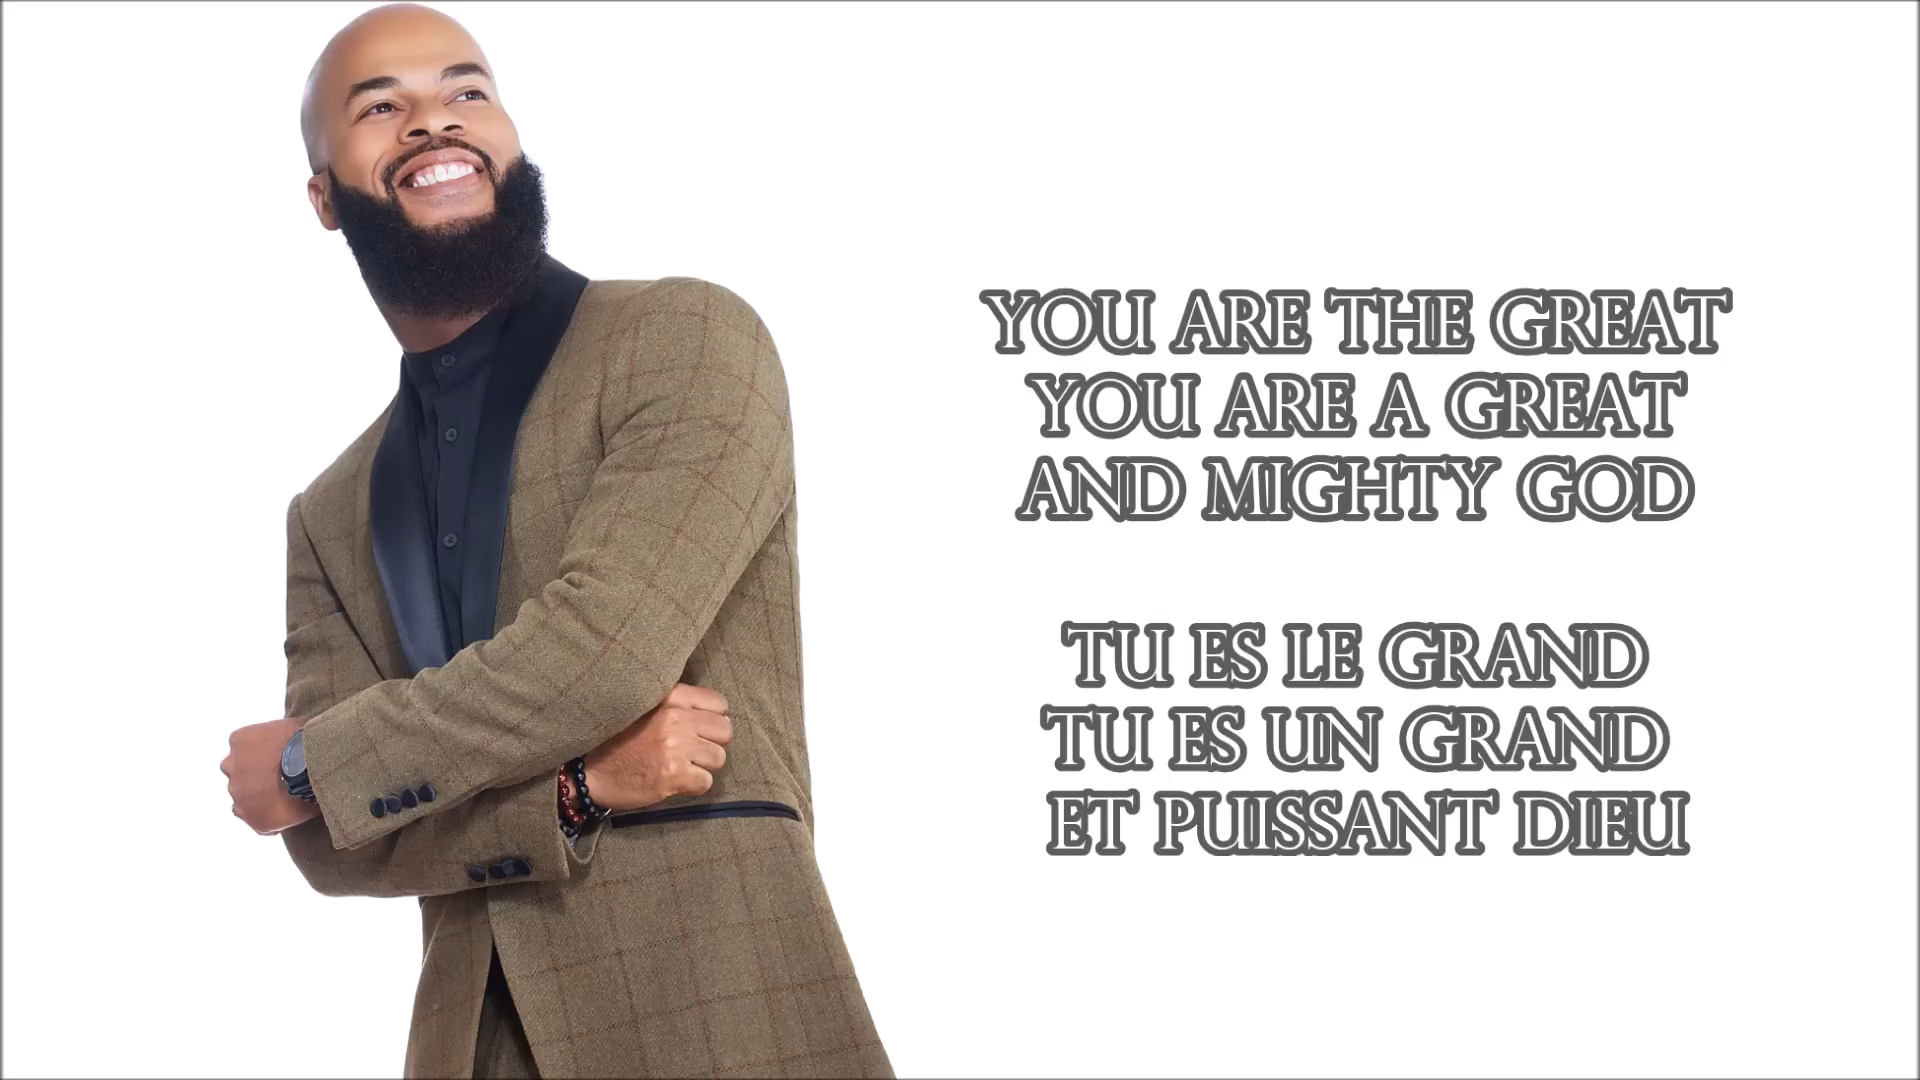 YOU ARE THE GREAT
YOU ARE A GREAT
AND MIGHTY GOD
TU ES LE GRAND
TU ES UN GRAND
ET PUISSANT DIEU